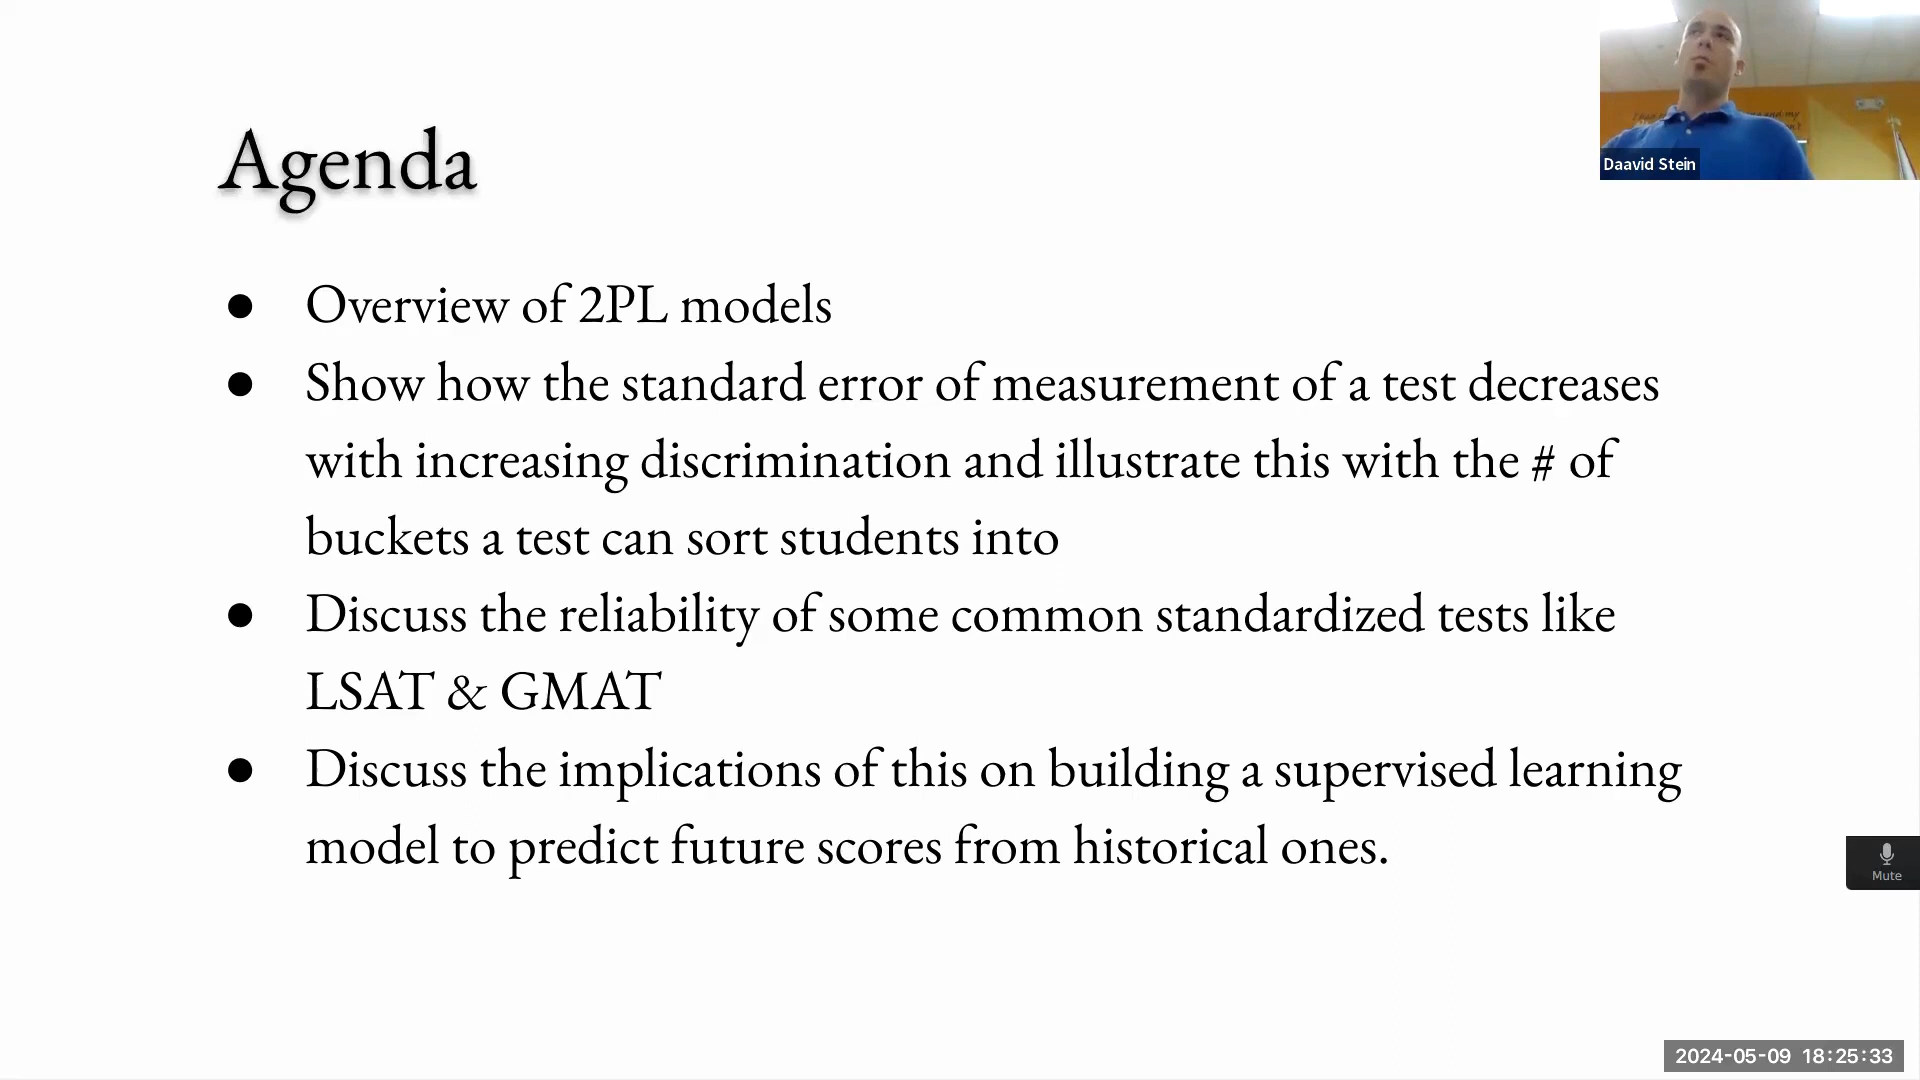 Agenda
● Overview of 2PL models
● Show how the standard error of measurement of a test decreases
with increasing discrimination and illustrate this with the # of
buckets a test can sort students into
● Discuss the reliability of some common standardized tests like
LSAT & GMAT
● Discuss the implications of this on building a supervised learning
model to predict future scores from historical ones.
Daavid Stein
Mute
2024-05-09 18:25:33